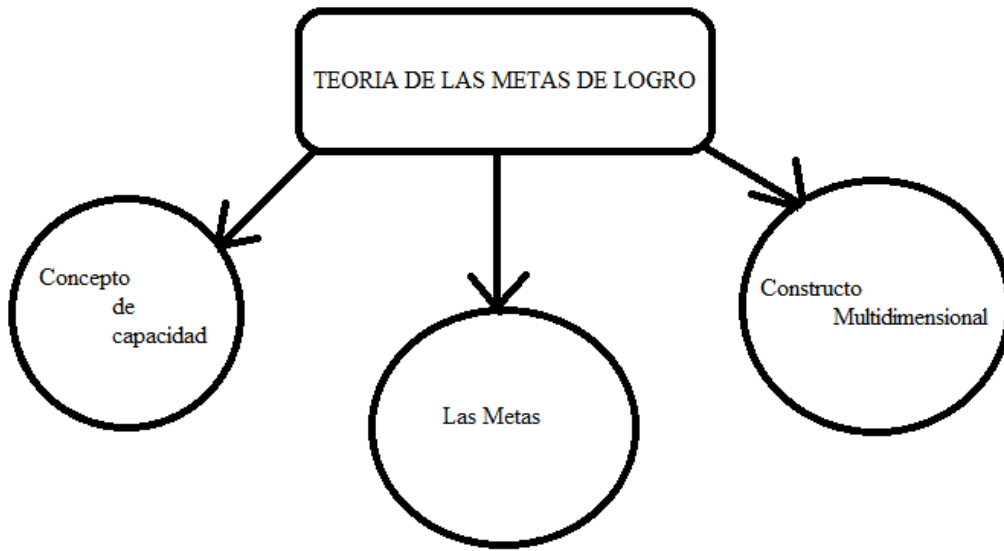 TEORIA DE LAS METAS DE LOGRO
Concepto
de
capacidad
Las Metas
Constructo
Multidimensional